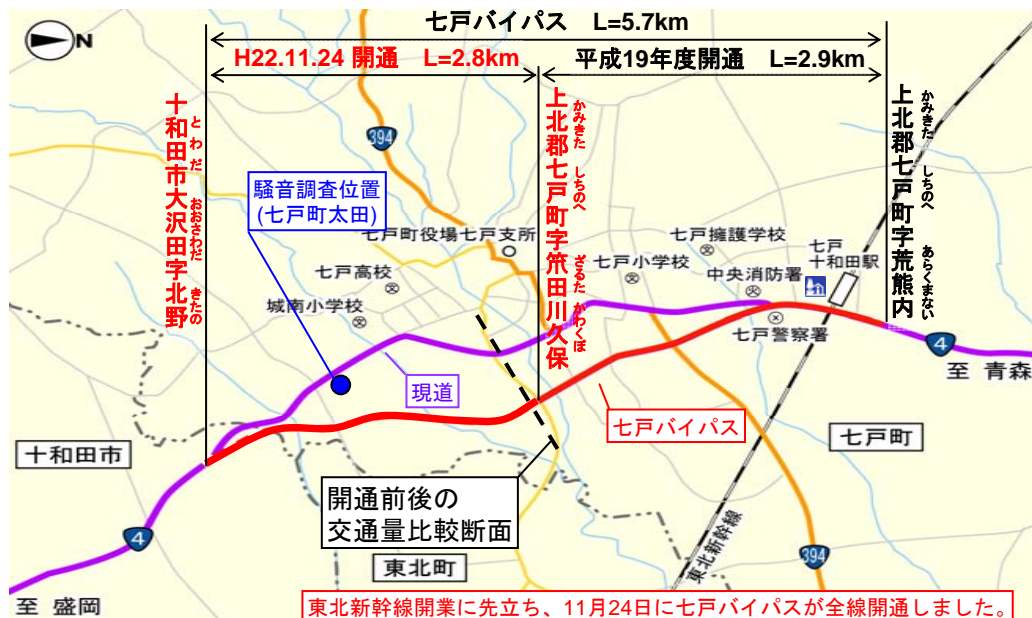 七戸バイパス L=5.7km
N
H22.11.24 開通 L=2.8km
平成19年度開通 L=2.9km
十和田市大沢田字北野
とわだ おおさわだ きたの
上北郡七戸町字笊田川久保
かみきた しちのへ ざるた かわくぼ
上北郡七戸町字荒熊内
かみきた しちのへ あらくまない
394
騒音調査位置
(七戸町太田)
七戸町役場七戸支所
七戸高校
城南小学校
七戸小学校
七戸擁護学校
中央消防署
七戸
十和田駅
七戸警察署
現道
七戸バイパス
4
至 青森
七戸町
十和田市
開通前後の
交通量比較断面
4
東北町
東北新幹線
394
至 盛岡
東北新幹線開業に先立ち、11月24日に七戸バイパスが全線開通しました。